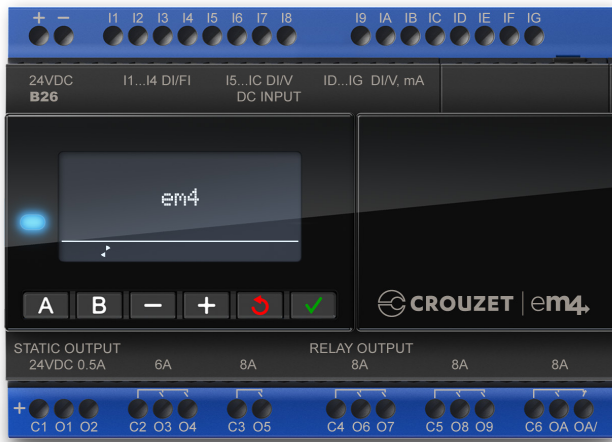 + − I1 I2 I3 I4 I5 I6 I7 I8 I9 IA IB IC ID IE IF IG
24VDC I1...I4 DI/FI I5...IC DI/V ID...IG DI/V, mA
B26 DC INPUT
em4
A B − +
CROUZET | em4
STATIC OUTPUT RELAY OUTPUT
24VDC 0.5A 6A 8A 8A 8A 8A
+
C1 O1 O2 C2 O3 O4 C3 O5 C4 O6 O7 C5 O8 O9 C6 OA OA/